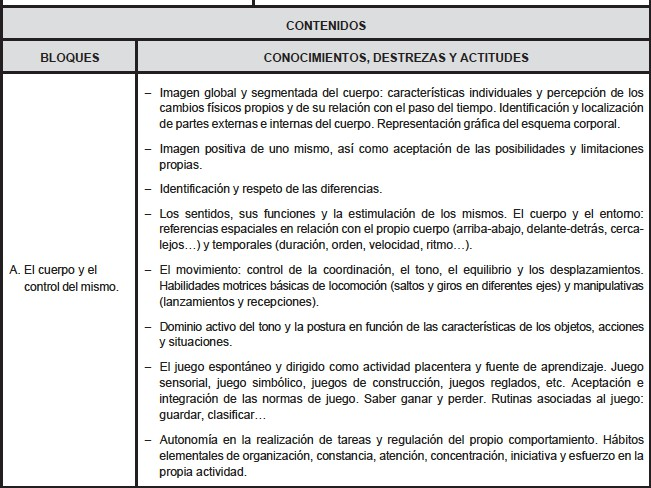 CONTENIDOS
BLOQUES
CONOCIMIENTOS, DESTREZAS Y ACTITUDES
A. El cuerpo y el
control del mismo.
– Imagen global y segmentada del cuerpo: características individuales y percepción de los
cambios físicos propios y de su relación con el paso del tiempo. Identificación y localización
de partes externas e internas del cuerpo. Representación gráfica del esquema corporal.
– Imagen positiva de uno mismo, así como aceptación de las posibilidades y limitaciones
propias.
– Identificación y respeto de las diferencias.
– Los sentidos, sus funciones y la estimulación de los mismos. El cuerpo y el entorno:
referencias espaciales en relación con el propio cuerpo (arriba-abajo, delante-detrás, cerca-
lejos…) y temporales (duración, orden, velocidad, ritmo…).
– El movimiento: control de la coordinación, el tono, el equilibrio y los desplazamientos.
Habilidades motrices básicas de locomoción (saltos y giros en diferentes ejes) y manipulativas
(lanzamientos y recepciones).
– Dominio activo del tono y la postura en función de las características de los objetos, acciones
y situaciones.
– El juego espontáneo y dirigido como actividad placentera y fuente de aprendizaje. Juego
sensorial, juego simbólico, juegos de construcción, juegos reglados, etc. Aceptación e
integración de las normas de juego. Saber ganar y perder. Rutinas asociadas al juego:
guardar, clasificar…
– Autonomía en la realización de tareas y regulación del propio comportamiento. Hábitos
elementales de organización, constancia, atención, concentración, iniciativa y esfuerzo en la
propia actividad.